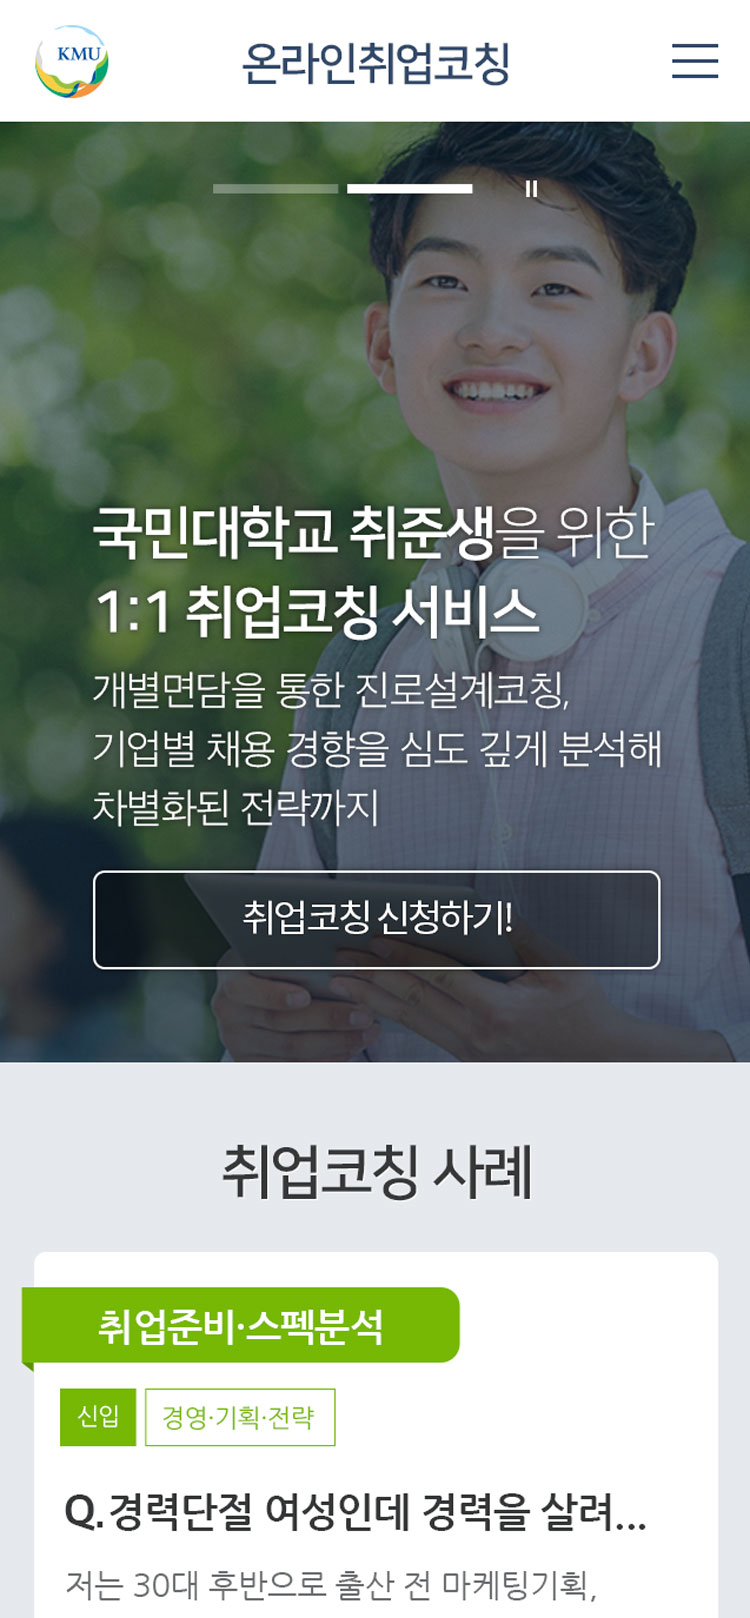 KMU
온라인취업코칭
국민대학교 취준생을 위한
1:1 취업코칭 서비스
개별면담을 통한 진로설계코칭,
기업별 채용 경향을 심도 깊게 분석해
차별화된 전략까지
취업코칭 신청하기!
취업코칭 사례
취업준비·스펙분석
신입
경영·기획·전략
Q.경력단절 여성인데 경력을 살려...
저는 30대 후반으로 출산 전 마케팅기획,